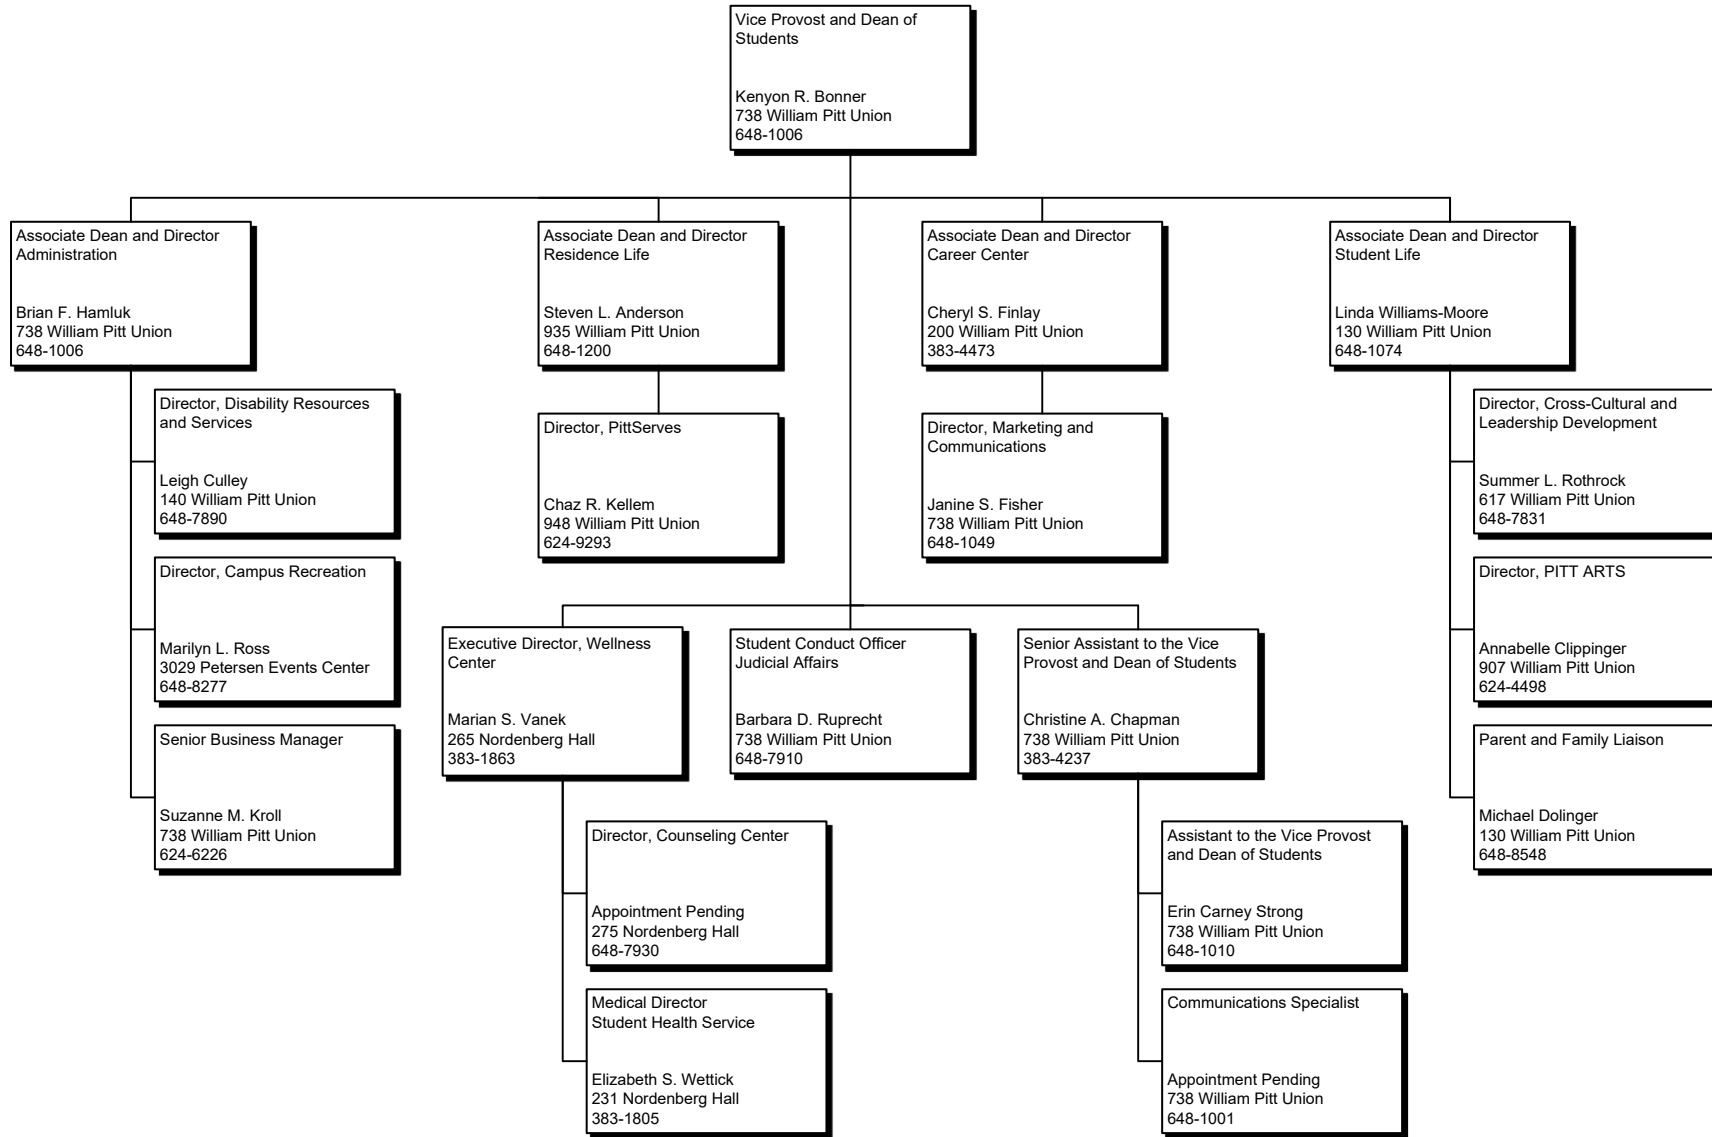 Vice Provost and Dean of
Students
Kenyon R. Bonner
738 William Pitt Union
648-1006
Associate Dean and Director
Administration
Brian F. Hamluk
738 William Pitt Union
648-1006
Director, Disability Resources
and Services
Leigh Culley
140 William Pitt Union
648-7890
Director, Campus Recreation
Marilyn L. Ross
3029 Petersen Events Center
648-8277
Senior Business Manager
Suzanne M. Kroll
738 William Pitt Union
624-6226
Associate Dean and Director
Residence Life
Steven L. Anderson
935 William Pitt Union
648-1200
Director, PittServes
Chaz R. Kellem
948 William Pitt Union
624-9293
Associate Dean and Director
Career Center
Cheryl S. Finlay
200 William Pitt Union
383-4473
Director, Marketing and
Communications
Janine S. Fisher
738 William Pitt Union
648-1049
Associate Dean and Director
Student Life
Linda Williams-Moore
130 William Pitt Union
648-1074
Director, Cross-Cultural and
Leadership Development
Summer L. Rothrock
617 William Pitt Union
648-7831
Director, PITT ARTS
Annabelle Clippinger
907 William Pitt Union
624-4498
Parent and Family Liaison
Michael Dolinger
130 William Pitt Union
648-8548
Executive Director, Wellness
Center
Marian S. Vanek
265 Nordenberg Hall
383-1863
Director, Counseling Center
Appointment Pending
275 Nordenberg Hall
648-7930
Medical Director
Student Health Service
Elizabeth S. Wettick
231 Nordenberg Hall
383-1805
Student Conduct Officer
Judicial Affairs
Barbara D. Ruprecht
738 William Pitt Union
648-7910
Senior Assistant to the Vice
Provost and Dean of Students
Christine A. Chapman
738 William Pitt Union
383-4237
Assistant to the Vice Provost
and Dean of Students
Erin Carney Strong
738 William Pitt Union
648-1010
Communications Specialist
Appointment Pending
738 William Pitt Union
648-1001